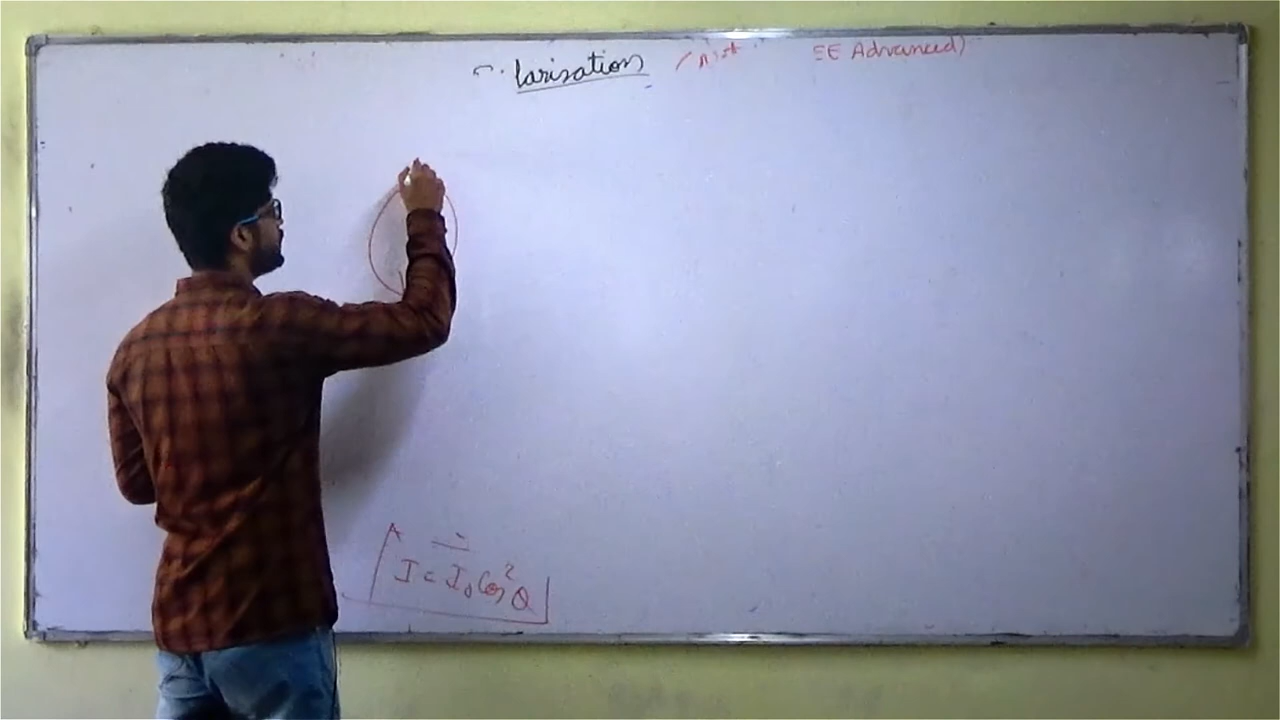 larisation EE Advanced)
I = I₀ Cos² θ